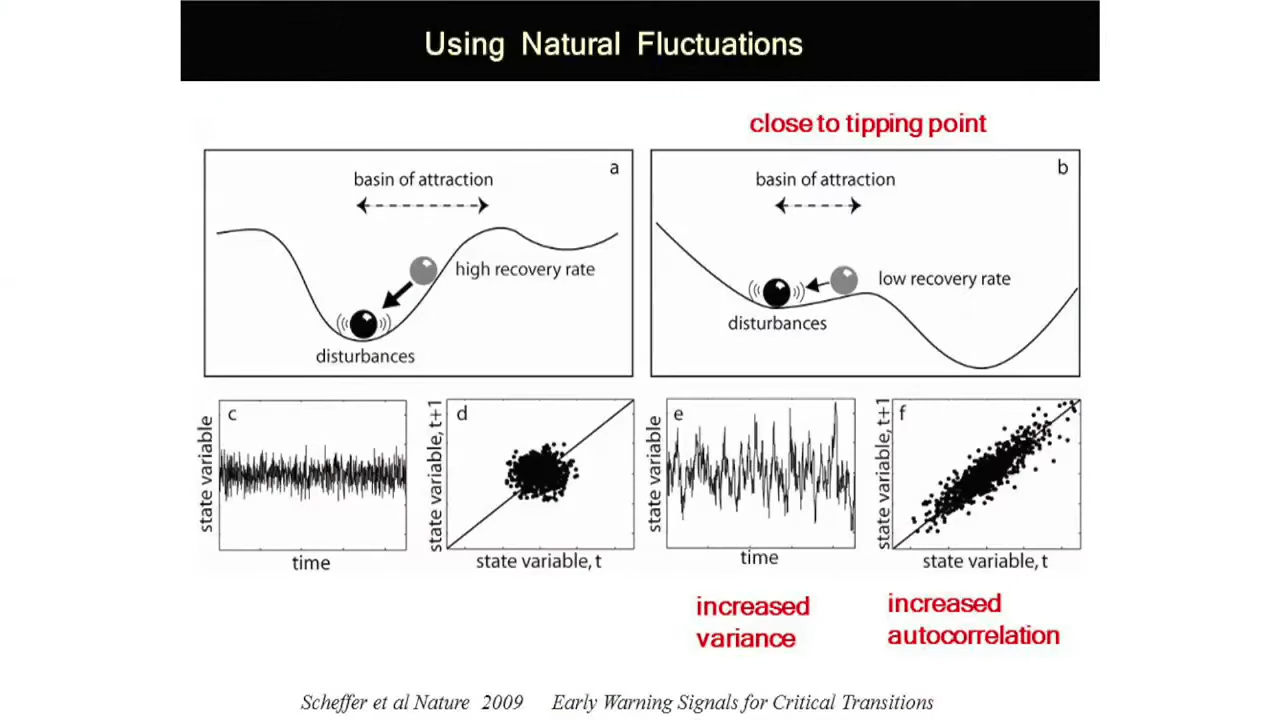 Using Natural Fluctuations
close to tipping point
a
basin of attraction
high recovery rate
disturbances
b
basin of attraction
low recovery rate
disturbances
c
state variable
time
d
state variable, t+1
state variable, t
e
state variable
time
f
state variable, t+1
state variable, t
increased
variance
increased
autocorrelation
Scheffer et al Nature 2009 Early Warning Signals for Critical Transitions